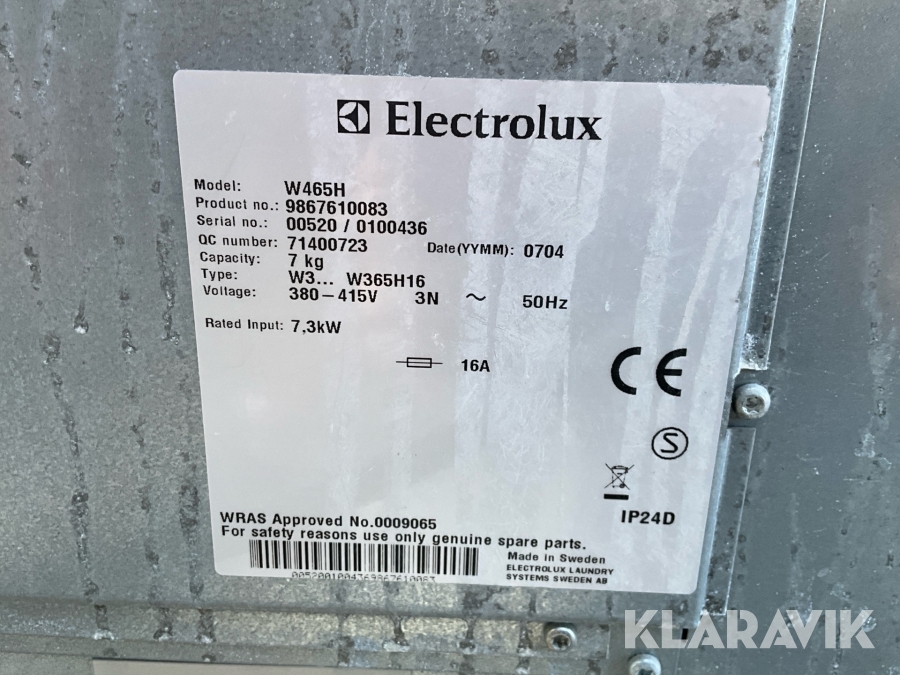 Electrolux
Model: W465H
Product no.: 9867610083
Serial no.: 00520 / 0100436
QC number: 71400723 Date(YYMM): 0704
Capacity: 7 kg
Type: W3... W365H16
Voltage: 380–415V 3N ~ 50Hz
Rated Input: 7,3kW
16A
CE
S
IP24D
WRAS Approved No.0009065
For safety reasons use only genuine spare parts.
Made in Sweden
ELECTROLUX LAUNDRY
SYSTEMS SWEDEN AB
KLARAVIK